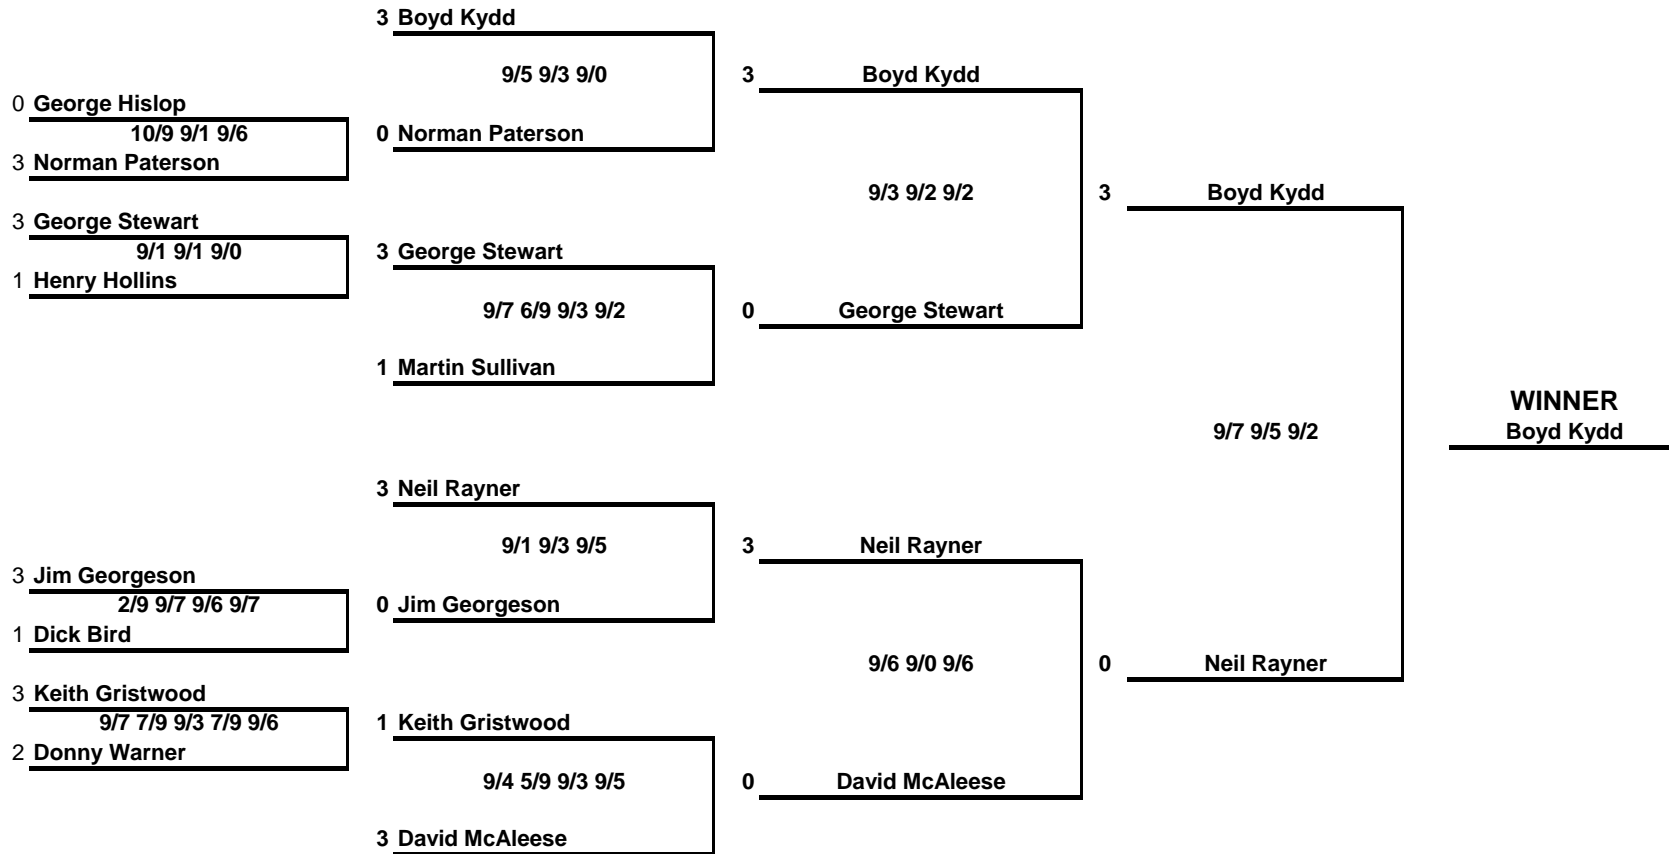 3 Boyd Kydd
9/5 9/3 9/0
3 Boyd Kydd
0 George Hislop
10/9 9/1 9/6
0 Norman Paterson
3 Norman Paterson
9/3 9/2 9/2
3 Boyd Kydd
3 George Stewart
9/1 9/1 9/0
3 George Stewart
1 Henry Hollins
9/7 6/9 9/3 9/2
0 George Stewart
1 Martin Sullivan
WINNER
9/7 9/5 9/2
Boyd Kydd
3 Neil Rayner
9/1 9/3 9/5
3 Neil Rayner
3 Jim Georgeson
2/9 9/7 9/6 9/7
0 Jim Georgeson
1 Dick Bird
9/6 9/0 9/6
0 Neil Rayner
3 Keith Gristwood
9/7 7/9 9/3 7/9 9/6
1 Keith Gristwood
2 Donny Warner
9/4 5/9 9/3 9/5
0 David McAleese
3 David McAleese